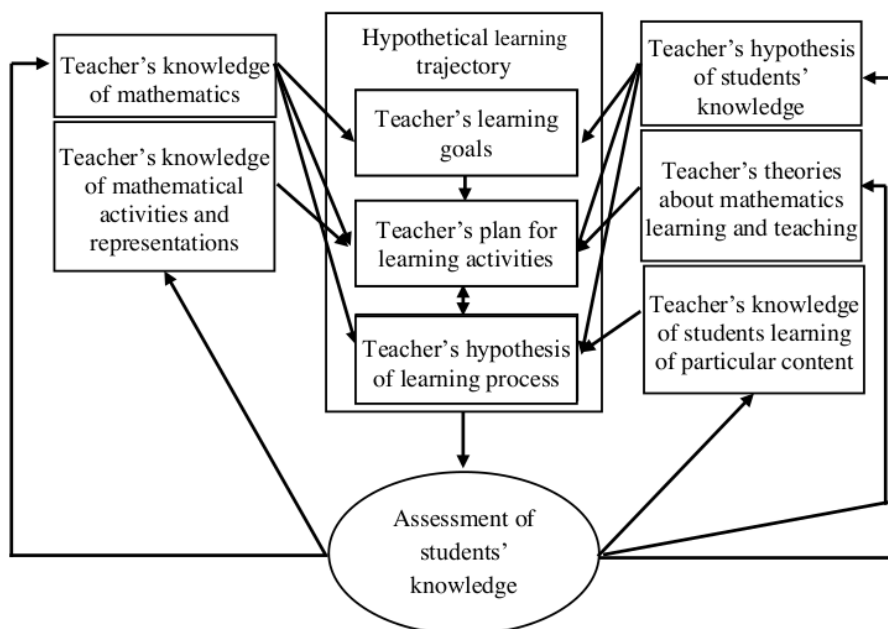 Teacher's knowledge
of mathematics
Teacher's knowledge
of mathematical
activities and
representations
Hypothetical learning
trajectory
Teacher's learning
goals
Teacher's plan for
learning activities
Teacher's hypothesis
of learning process
Teacher's hypothesis
of students'
knowledge
Teacher's theories
about mathematics
learning and teaching
Teacher's knowledge
of students learning
of particular content
Assessment of
students'
knowledge